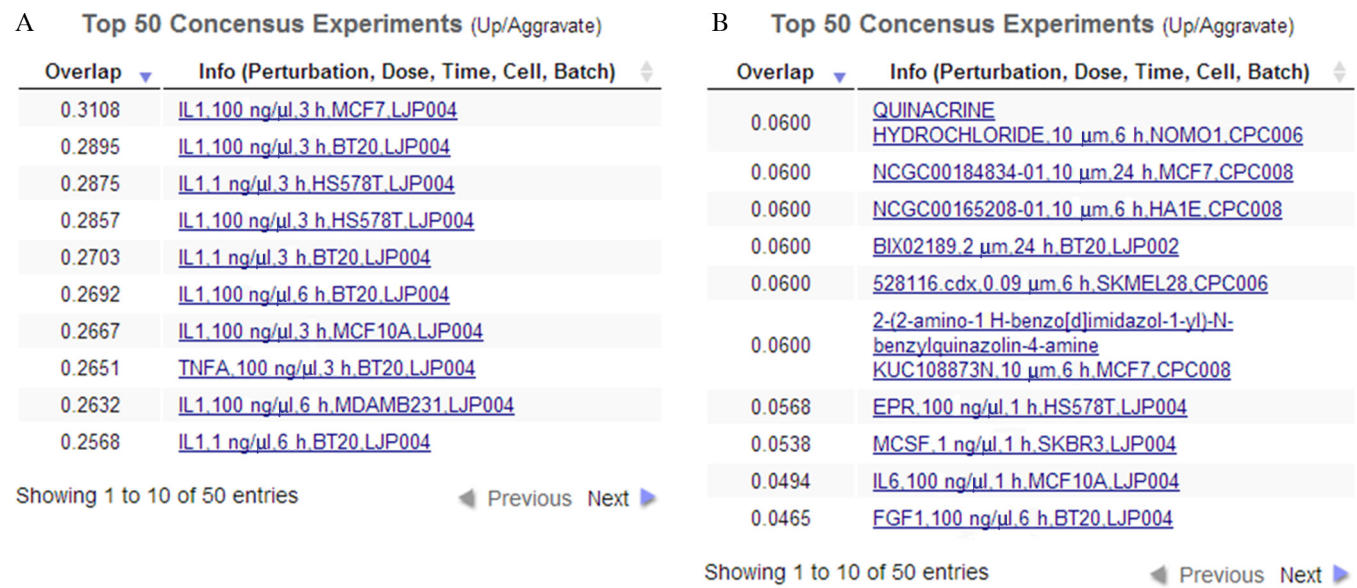 A Top 50 Concensus Experiments (Up/Aggravate)
Overlap Info (Perturbation, Dose, Time, Cell, Batch)
0.3108 IL1,100 ng/µl,3 h,MCF7,LJP004
0.2895 IL1,100 ng/µl,3 h,BT20,LJP004
0.2875 IL1,1 ng/µl,3 h,HS578T,LJP004
0.2857 IL1,100 ng/µl,3 h,HS578T,LJP004
0.2703 IL1,1 ng/µl,3 h,BT20,LJP004
0.2692 IL1,100 ng/µl,6 h,BT20,LJP004
0.2667 IL1,100 ng/µl,3 h,MCF10A,LJP004
0.2651 TNFA,100 ng/µl,3 h,BT20,LJP004
0.2632 IL1,100 ng/µl,6 h,MDAMB231,LJP004
0.2568 IL1,1 ng/µl,6 h,BT20,LJP004
Showing 1 to 10 of 50 entries Previous Next
B Top 50 Concensus Experiments (Up/Aggravate)
Overlap Info (Perturbation, Dose, Time, Cell, Batch)
0.0600 QUINACRINE
HYDROCHLORIDE,10 µm,6 h,NOMO1,CPC006
0.0600 NCGC00184834-01,10 µm,24 h,MCF7,CPC008
0.0600 NCGC00165208-01,10 µm,6 h,HA1E,CPC008
0.0600 BIX02189,2 µm,24 h,BT20,LJP002
0.0600 528116.cdx,0.09 µm,6 h,SKMEL28,CPC006
0.0600 2-(2-amino-1 H-benzo[d]imidazol-1-yl)-N-
benzylquinazolin-4-amine
KUC108873N,10 µm,6 h,MCF7,CPC008
0.0568 EPR,100 ng/µl,1 h,HS578T,LJP004
0.0538 MCSF,1 ng/µl,1 h,SKBR3,LJP004
0.0494 IL6,100 ng/µl,1 h,MCF10A,LJP004
0.0465 FGF1,100 ng/µl,6 h,BT20,LJP004
Showing 1 to 10 of 50 entries Previous Next